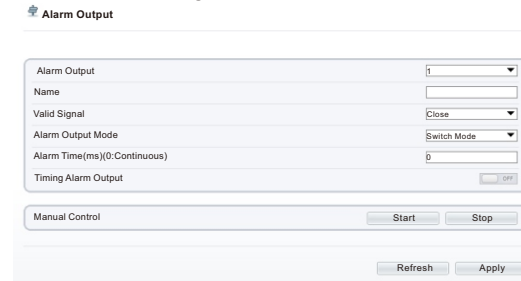 Alarm Output
Alarm Output 1
Name
Valid Signal Close
Alarm Output Mode Switch Mode
Alarm Time(ms)(0:Continuous) 0
Timing Alarm Output OFF
Manual Control Start Stop
Refresh Apply